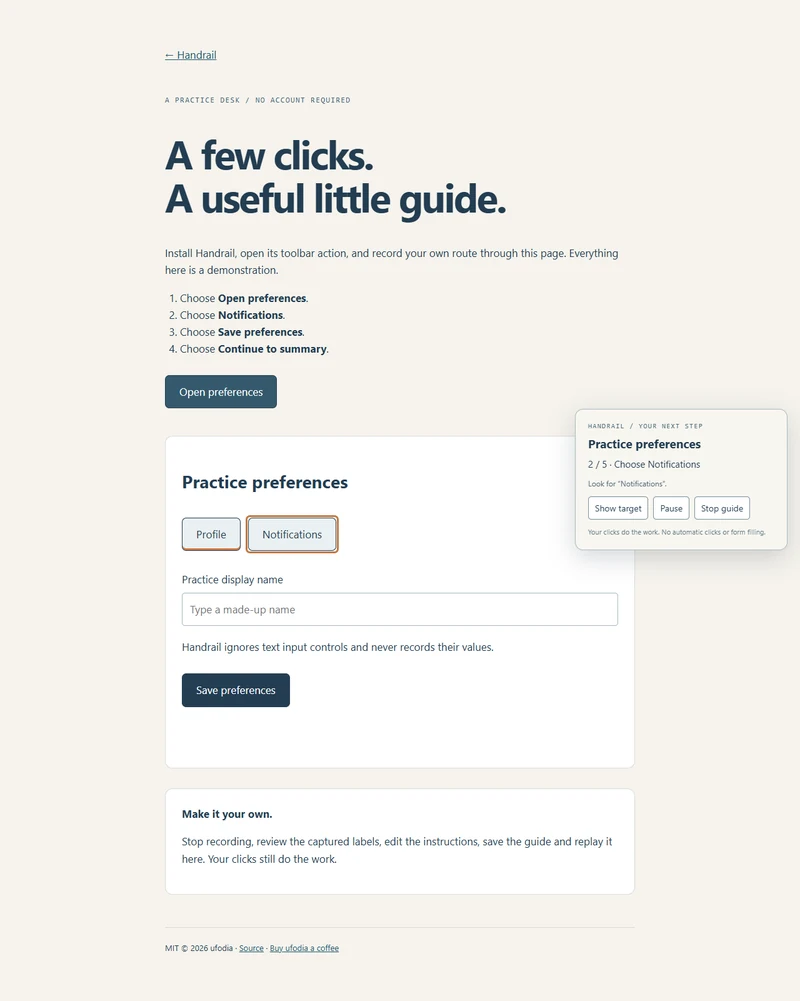 ← Handrail
A PRACTICE DESK / NO ACCOUNT REQUIRED
A few clicks.
A useful little guide.
Install Handrail, open its toolbar action, and record your own route through this page. Everything
here is a demonstration.
1. Choose Open preferences.
2. Choose Notifications.
3. Choose Save preferences.
4. Choose Continue to summary.
Open preferences
HANDRAIL / YOUR NEXT STEP
Practice preferences
2 / 5 · Choose Notifications
Look for "Notifications".
Show target Pause Stop guide
Your clicks do the work. No automatic clicks or form filling.
Practice preferences
Profile Notifications
Practice display name
Type a made-up name
Handrail ignores text input controls and never records their values.
Save preferences
Make it your own.
Stop recording, review the captured labels, edit the instructions, save the guide and replay it
here. Your clicks still do the work.
MIT © 2026 ufodia · Source · Buy ufodia a coffee